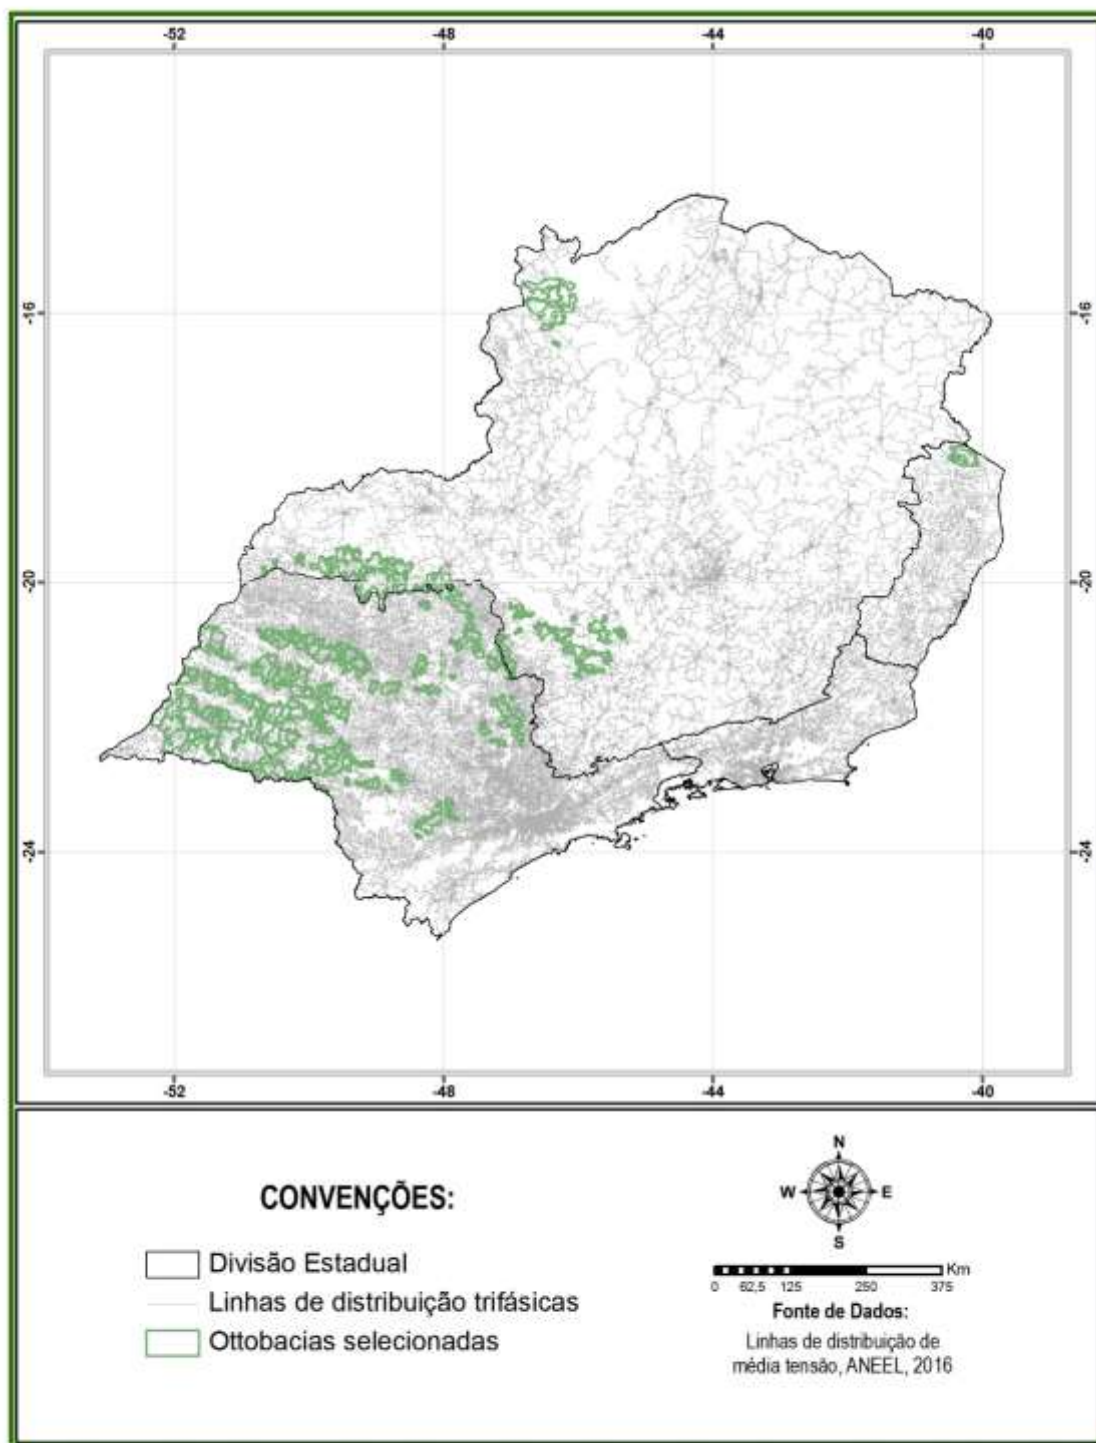 -52 -48 -44 -40
-16 -16
-20 -20
-24 -24
-52 -48 -44 -40
CONVENÇÕES:
Divisão Estadual
Linhas de distribuição trifásicas
Ottobacias selecionadas
N
W E
S
Km
0 62,5 125 250 375
Fonte de Dados:
Linhas de distribuição de
média tensão, ANEEL, 2016